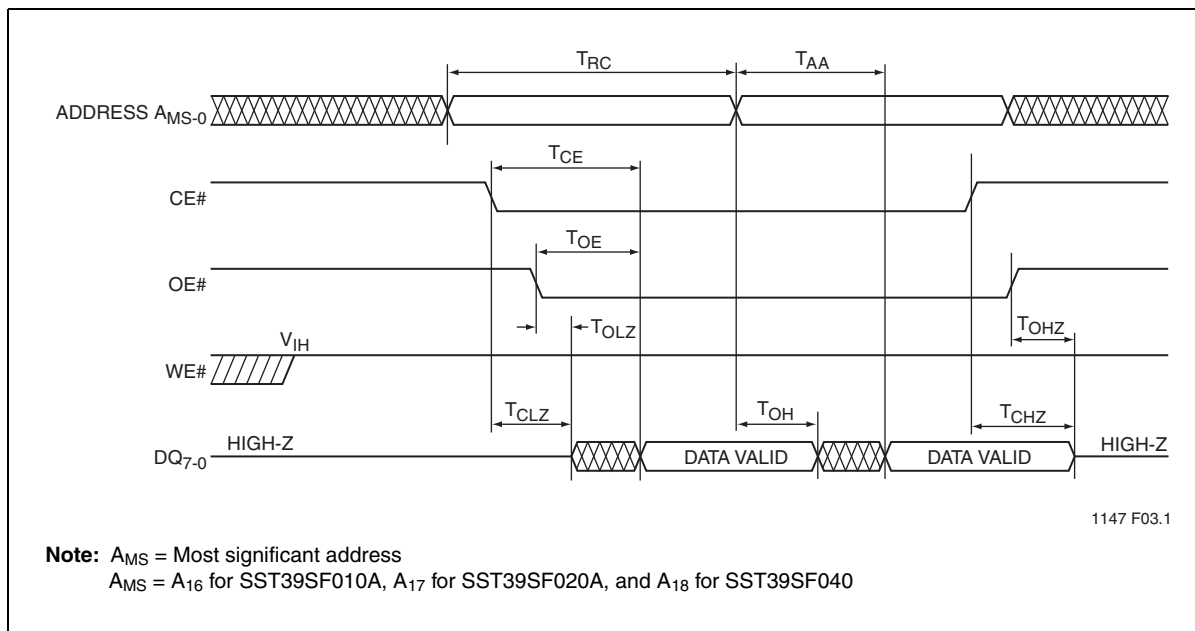 TRC TAA
ADDRESS AMS-0
TCE
CE#
TOE
OE#
TOLZ TOHZ
VIH
WE#
TCLZ TOH TCHZ
HIGH-Z HIGH-Z
DQ7-0 DATA VALID DATA VALID
1147 F03.1
Note: AMS = Most significant address
AMS = A16 for SST39SF010A, A17 for SST39SF020A, and A18 for SST39SF040